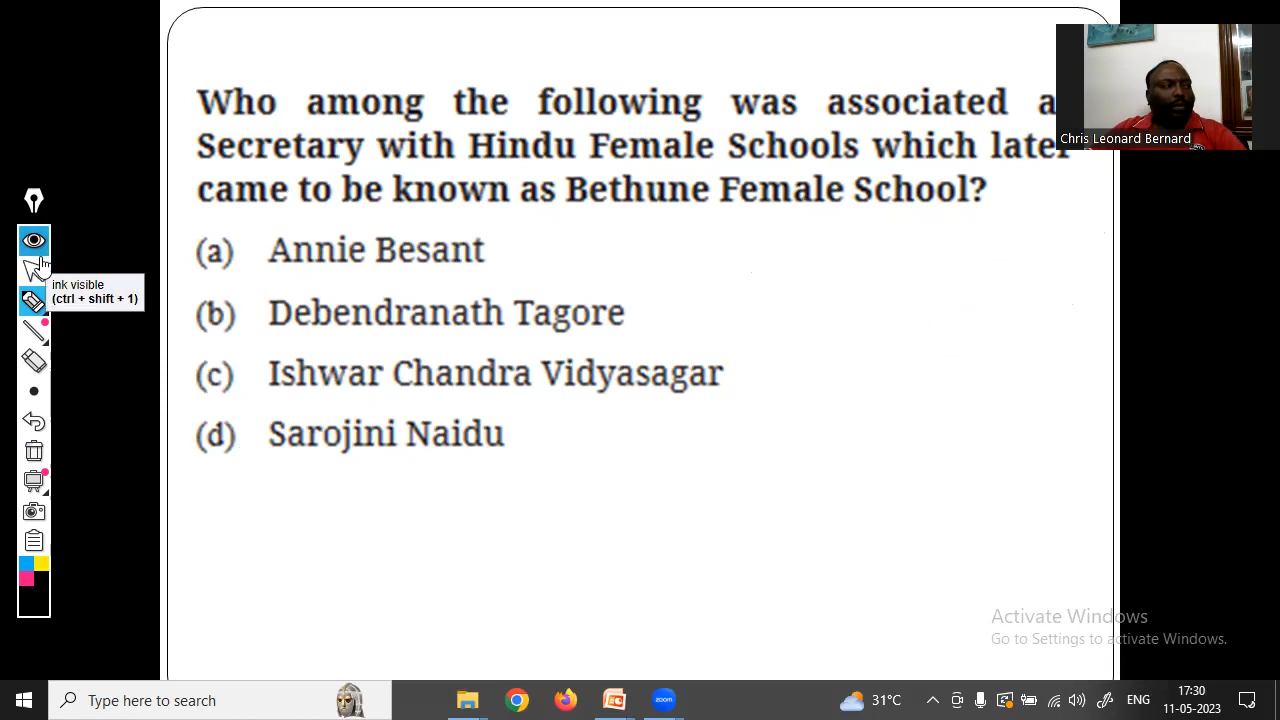 Who among the following was associated a
Chris Leonard Bernard
Secretary with Hindu Female Schools which later
came to be known as Bethune Female School?
(a) Annie Besant
ink visible
(ctrl + shift + 1)
(b) Debendranath Tagore
(c) Ishwar Chandra Vidyasagar
(d) Sarojini Naidu
Activate Windows
Go to Settings to activate Windows.
Type here to search
zoom
31°C
ENG
17:30
11-05-2023